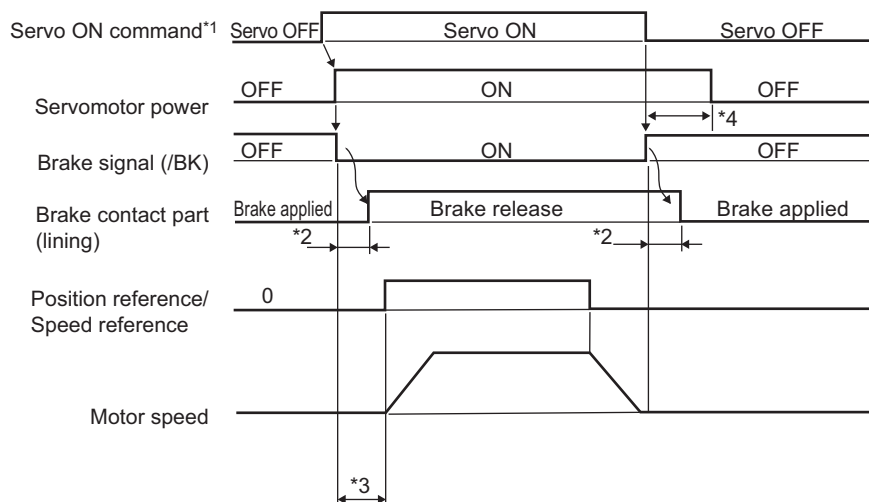 Servo ON command*1
Servo OFF
Servo ON
Servo OFF
Servomotor power
OFF
ON
OFF
*4
Brake signal (/BK)
OFF
ON
OFF
Brake contact part
(lining)
Brake applied
Brake release
Brake applied
*2
*2
Position reference/
Speed reference
0
Motor speed
*3